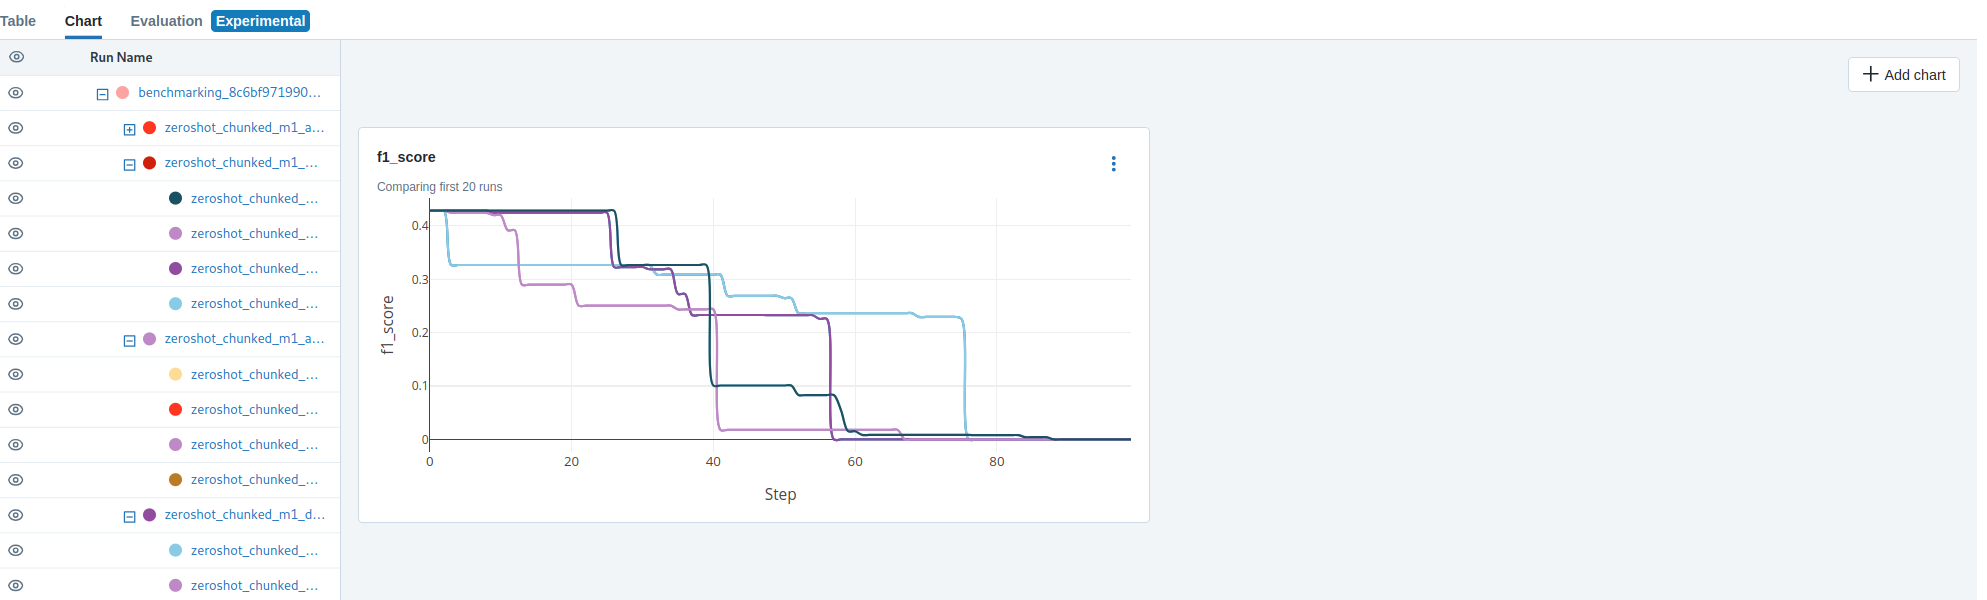 Table Chart Evaluation Experimental
Run Name
benchmarking_8c6bf971990...
zeroshot_chunked_m1_a...
zeroshot_chunked_m1_...
zeroshot_chunked_...
zeroshot_chunked_...
zeroshot_chunked_...
zeroshot_chunked_...
zeroshot_chunked_m1_a...
zeroshot_chunked_...
zeroshot_chunked_...
zeroshot_chunked_...
zeroshot_chunked_...
zeroshot_chunked_m1_d...
zeroshot_chunked_...
zeroshot_chunked_...
Add chart
f1_score
Comparing first 20 runs
f1_score
0.4
0.3
0.2
0.1
0
0 20 40 60 80
Step